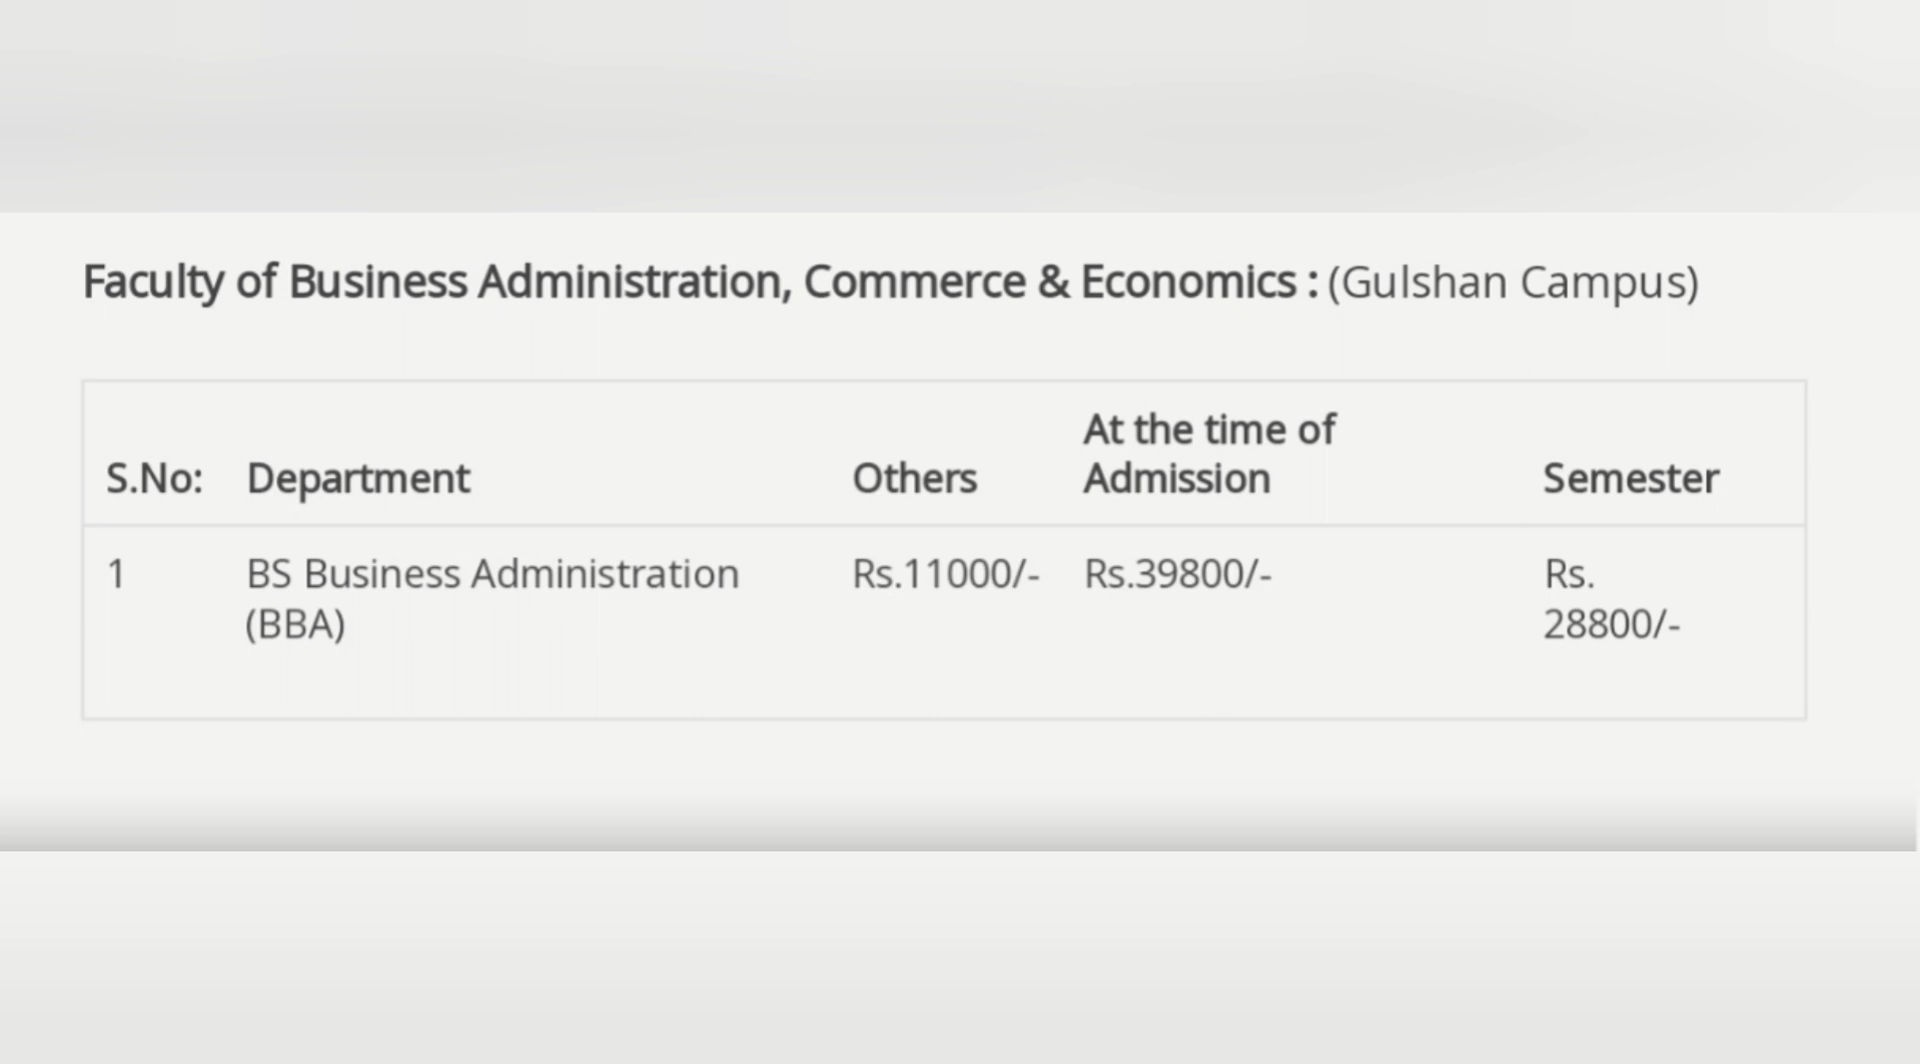 Faculty of Business Administration, Commerce & Economics : (Gulshan Campus)
At the time of
S.No: Department Others Admission Semester
1 BS Business Administration Rs.11000/- Rs.39800/- Rs.
(BBA) 28800/-